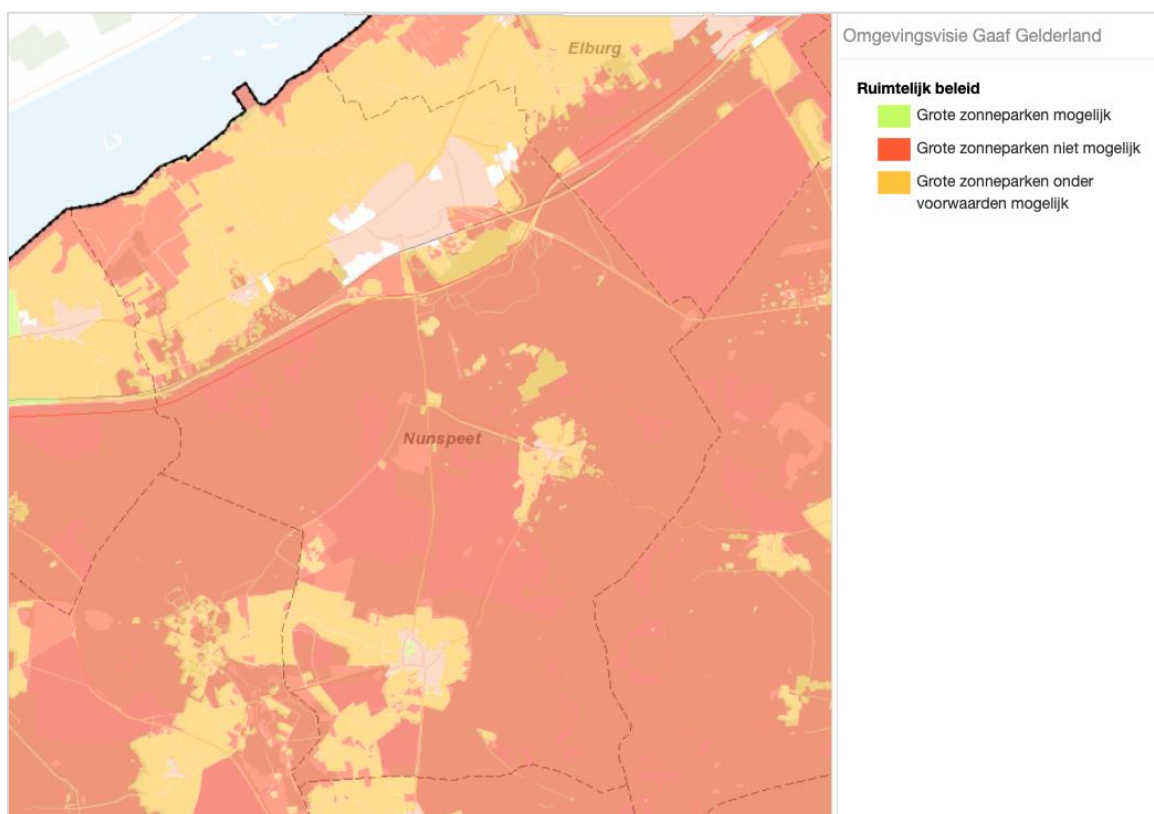 Elburg
Nunspeet
Omgevingsvisie Gaaf Gelderland
Ruimtelijk beleid
Grote zonneparken mogelijk
Grote zonneparken niet mogelijk
Grote zonneparken onder
voorwaarden mogelijk